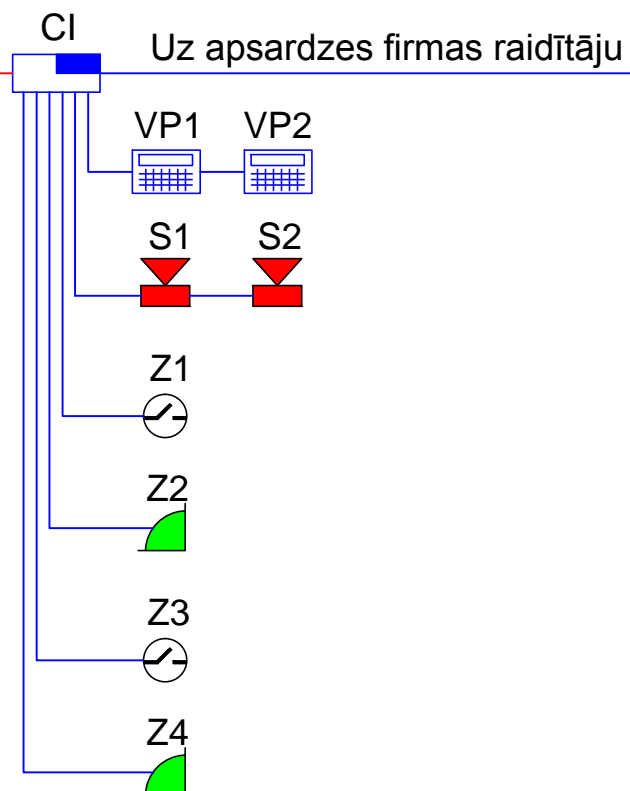 CI
Uz apsardzes firmas raidītāju
VP1 VP2
S1 S2
Z1
Z2
Z3
Z4